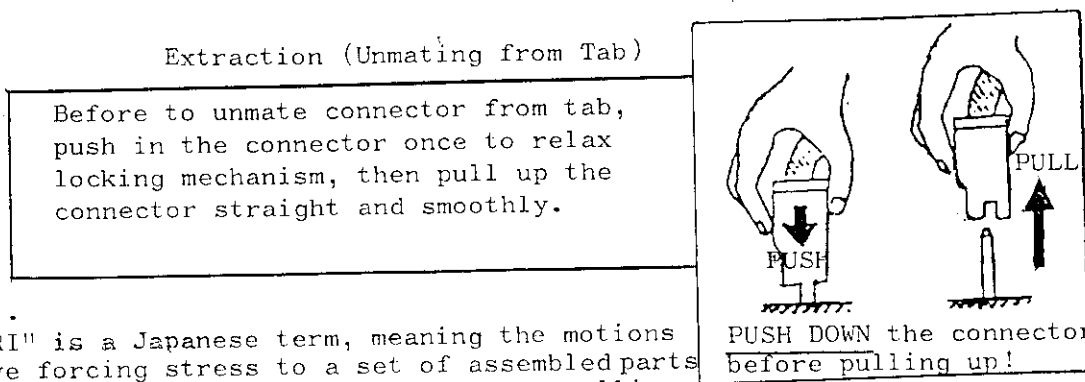 Extraction (Unmating from Tab)
Before to unmate connector from tab,
push in the connector once to relax
locking mechanism, then pull up the
connector straight and smoothly.
PUSH
PULL
PUSH DOWN the connector
before pulling up!
is a Japanese term, meaning the motions
forcing stress to a set of assembled parts